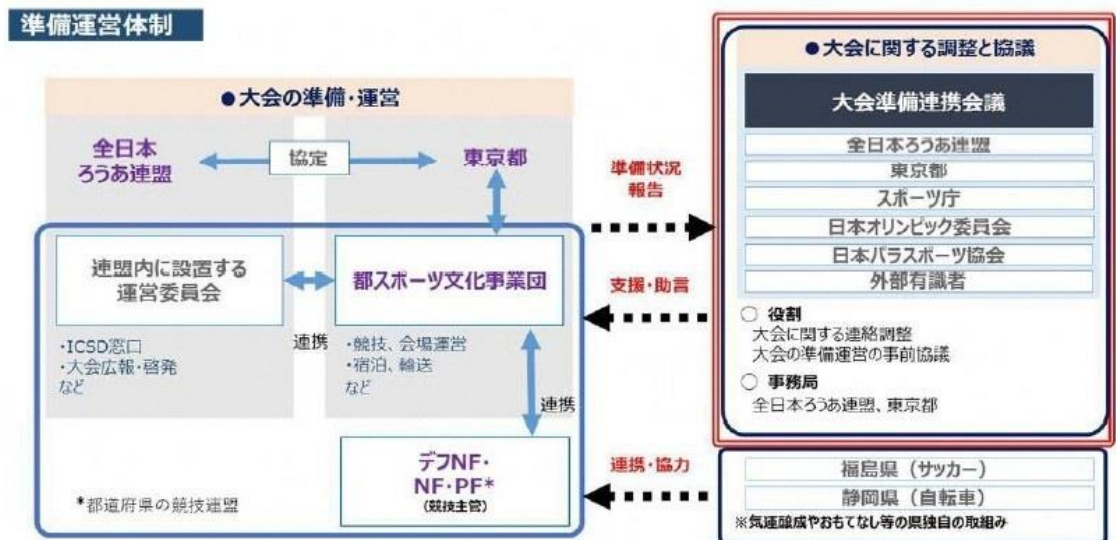 準備運営体制
●大会の準備・運営
全日本
ろうあ連盟
協定
東京都
連盟内に設置する
運営委員会
都スポーツ文化事業団
連携
・ICSD窓口
・大会広報・啓発
など
・競技、会場運営
・宿泊、輸送
など
連携
デフNF・
NF・PF*
(競技主管)
*都道府県の競技連盟
準備状況
報告
支援・助言
連携・協力
●大会に関する調整と協議
大会準備連携会議
全日本ろうあ連盟
東京都
スポーツ庁
日本オリンピック委員会
日本パラスポーツ協会
外部有識者
○ 役割
大会に関する連絡調整
大会の準備運営の事前協議
○ 事務局
全日本ろうあ連盟、東京都
福島県（サッカー）
静岡県（自転車）
※気運醸成やおもてなし等の県独自の取組み